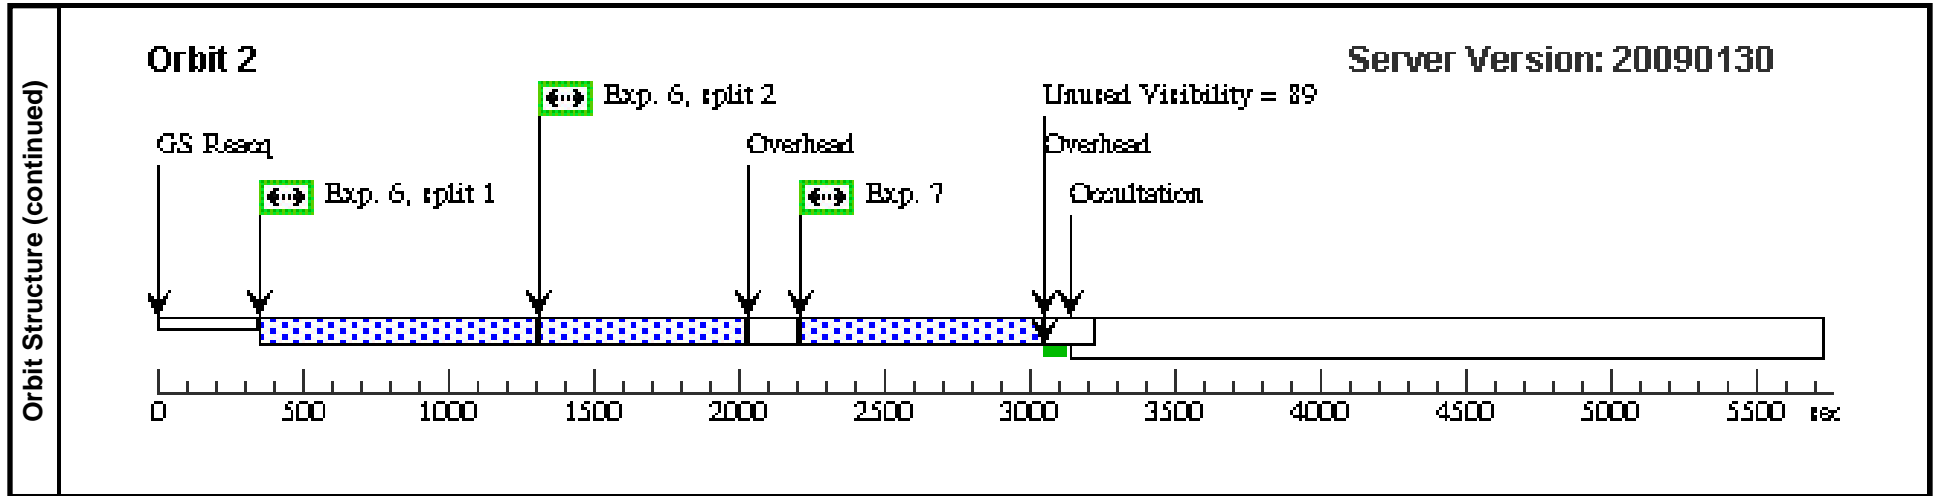 Orbit Structure (continued)
Orbit 2
Server Version: 20090130
Exp. 6, split 2
Unused Visibility = 89
GS Reacq
Overhead
Overhead
Exp. 6, split 1
Exp. 7
Occultation
0 500 1000 1500 2000 2500 3000 3500 4000 4500 5000 5500 sec